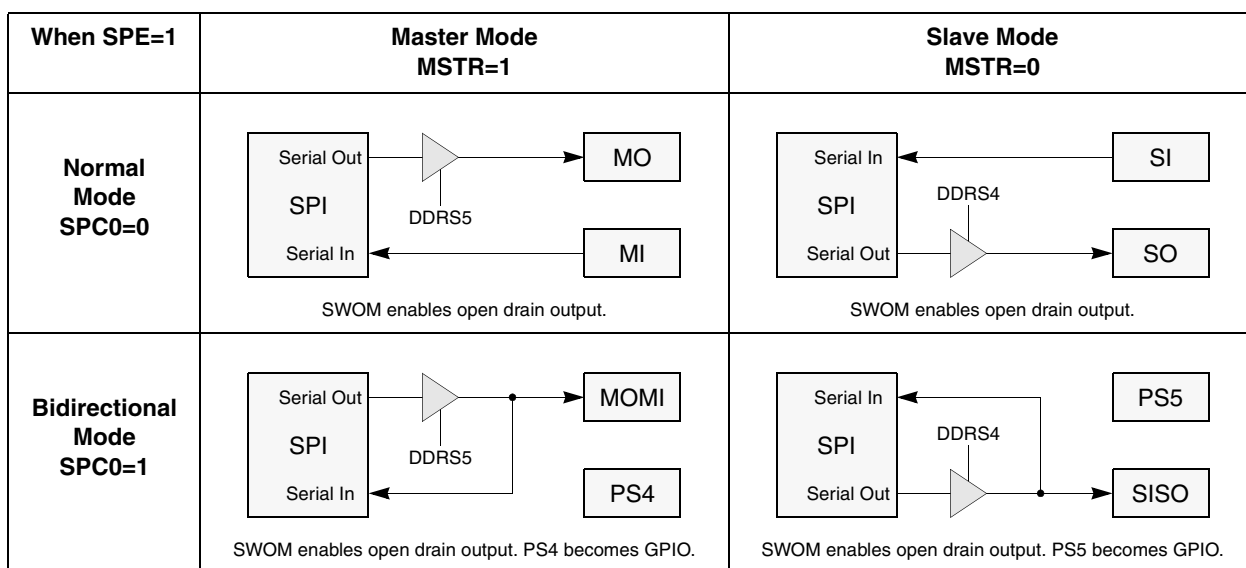 When SPE=1
Master Mode
MSTR=1
Slave Mode
MSTR=0
Normal
Mode
SPC0=0
Serial Out
SPI
Serial In
DDRS5
MO
MI
SWOM enables open drain output.
Serial In
SPI
Serial Out
DDRS4
SI
SO
SWOM enables open drain output.
Bidirectional
Mode
SPC0=1
Serial Out
SPI
Serial In
DDRS5
MOMI
PS4
SWOM enables open drain output. PS4 becomes GPIO.
Serial In
SPI
Serial Out
DDRS4
PS5
SISO
SWOM enables open drain output. PS5 becomes GPIO.